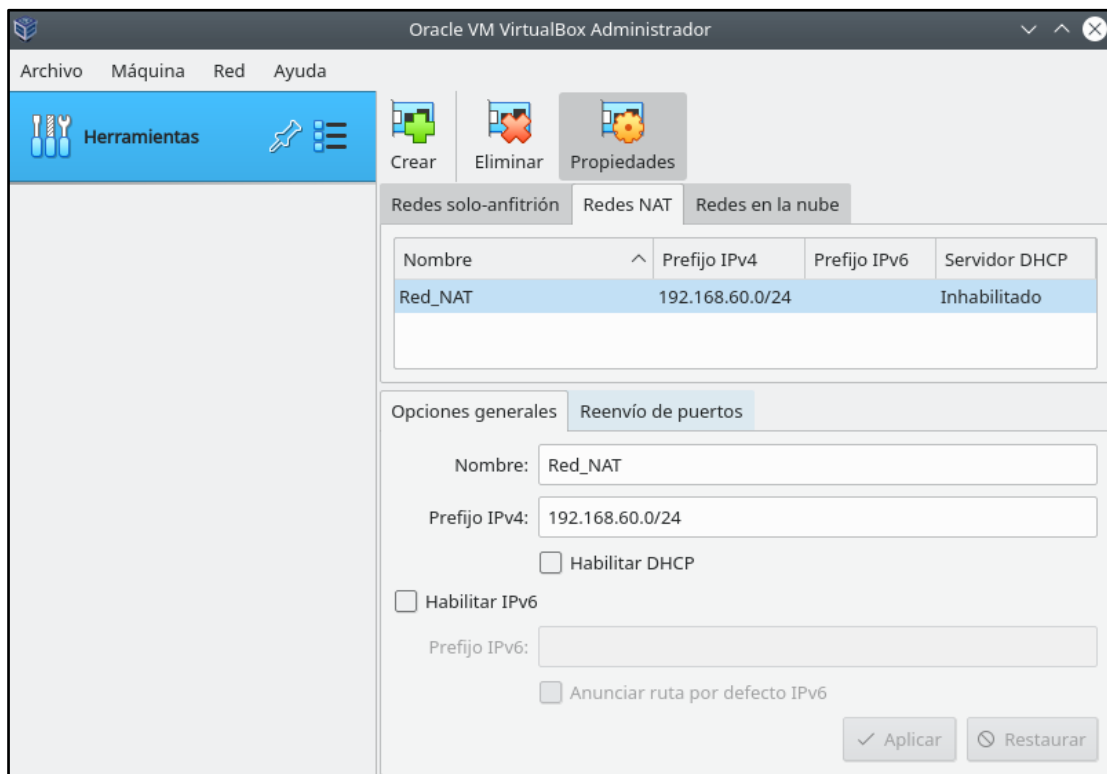 Oracle VM VirtualBox Administrador
Archivo Máquina Red Ayuda
Herramientas
Crear Eliminar Propiedades
Redes solo-anfitrión Redes NAT Redes en la nube
Nombre Prefijo IPv4 Prefijo IPv6 Servidor DHCP
Red_NAT 192.168.60.0/24 Inhabilitado
Opciones generales Reenvío de puertos
Nombre: Red_NAT
Prefijo IPv4: 192.168.60.0/24
Habilitar DHCP
Habilitar IPv6
Prefijo IPv6:
Anunciar ruta por defecto IPv6
Aplicar Restaurar